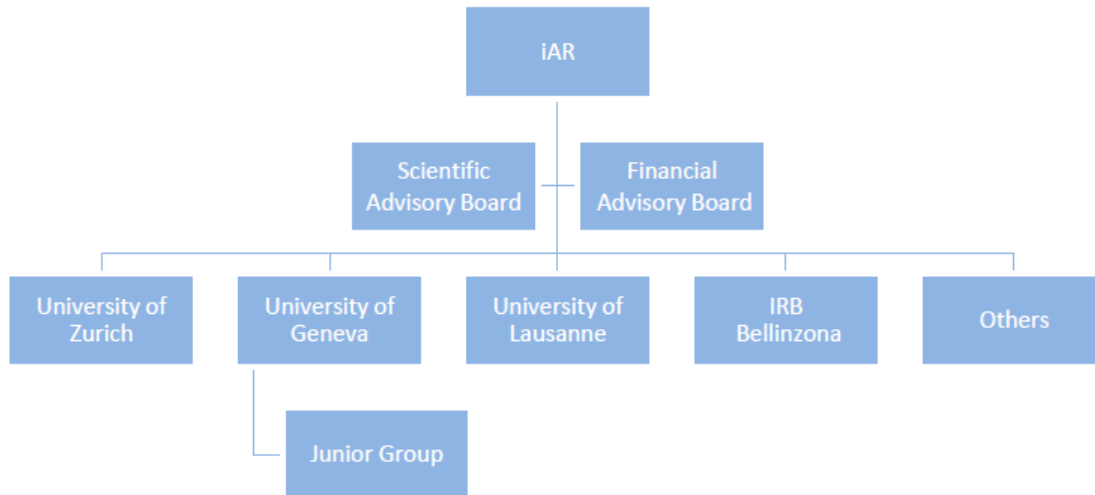 iAR
Scientific
Advisory Board
Financial
Advisory Board
University of
Zurich
University of
Geneva
University of
Lausanne
IRB
Bellinzona
Others
Junior Group